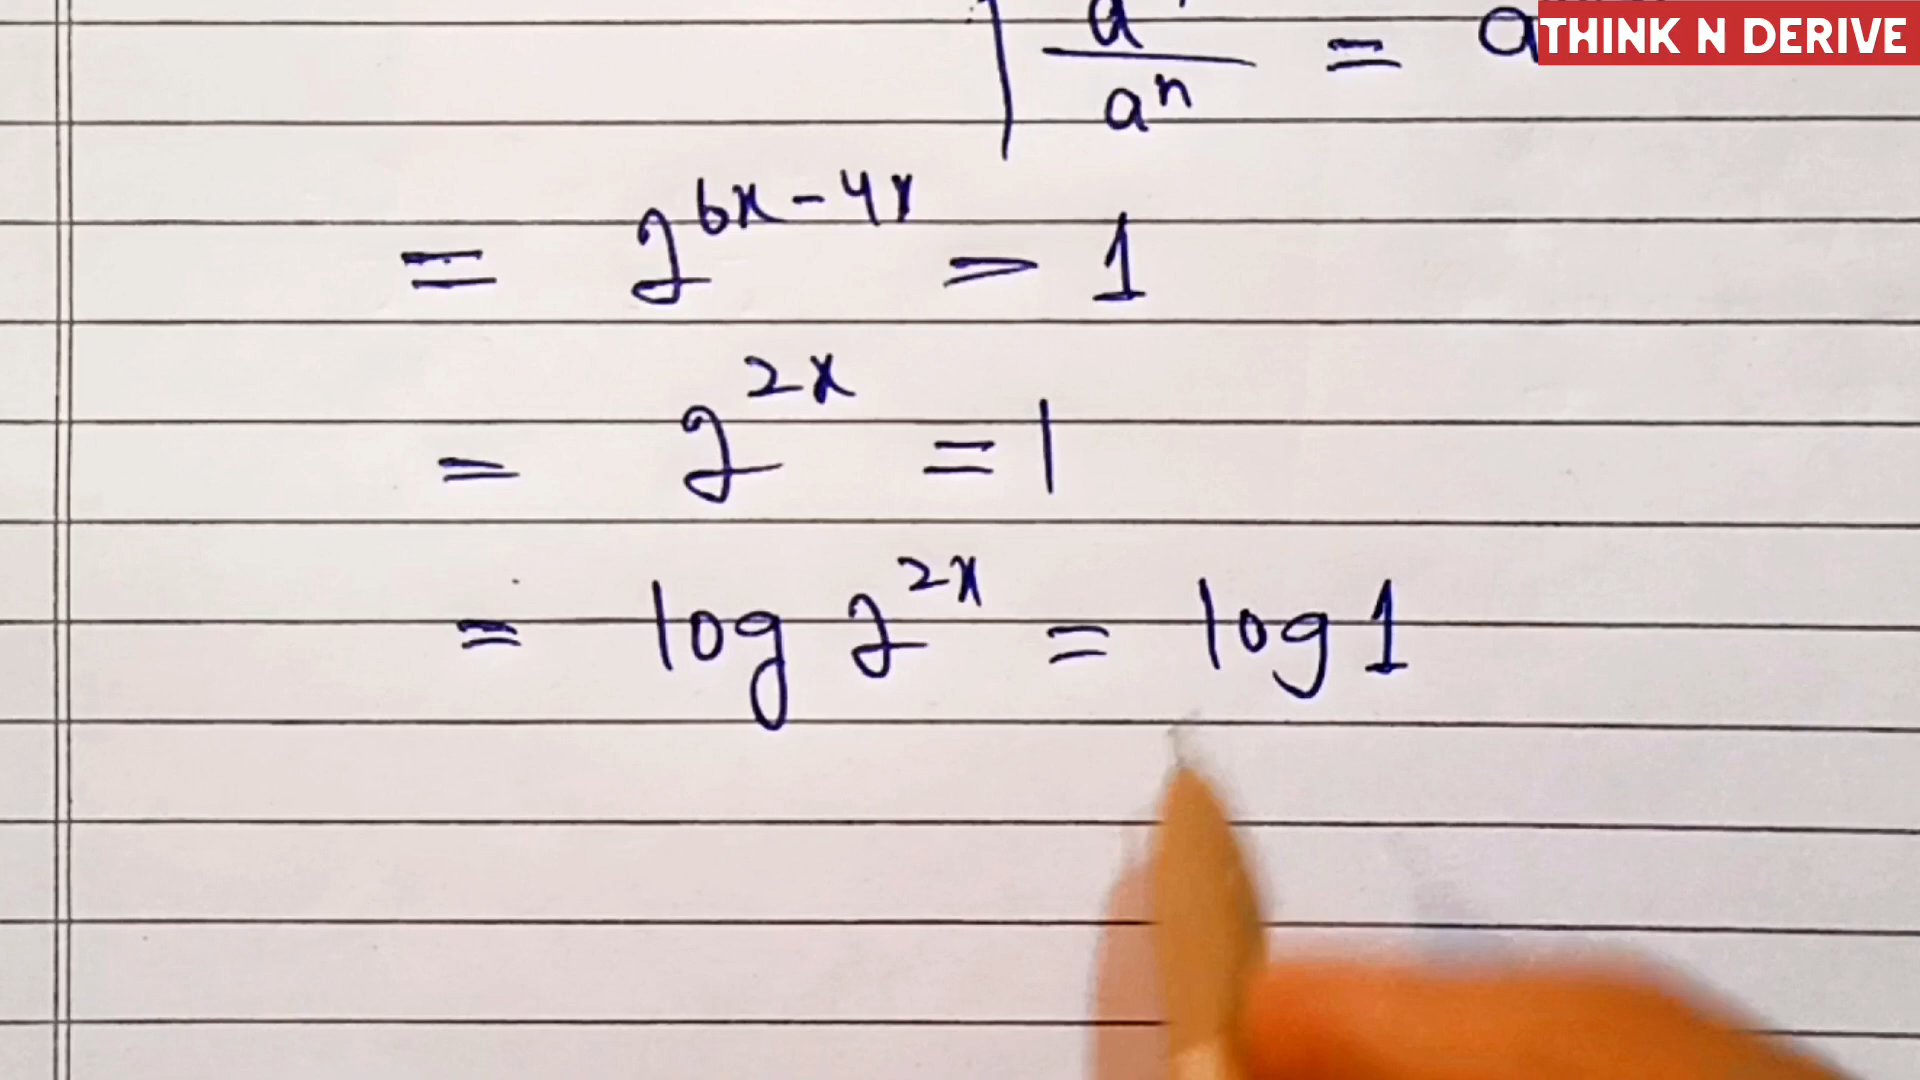 THINK N DERIVE
a / aⁿ = a
= 2^{6x-4x} = 1
= 2^{2x} = 1
= log 2^{2x} = log 1